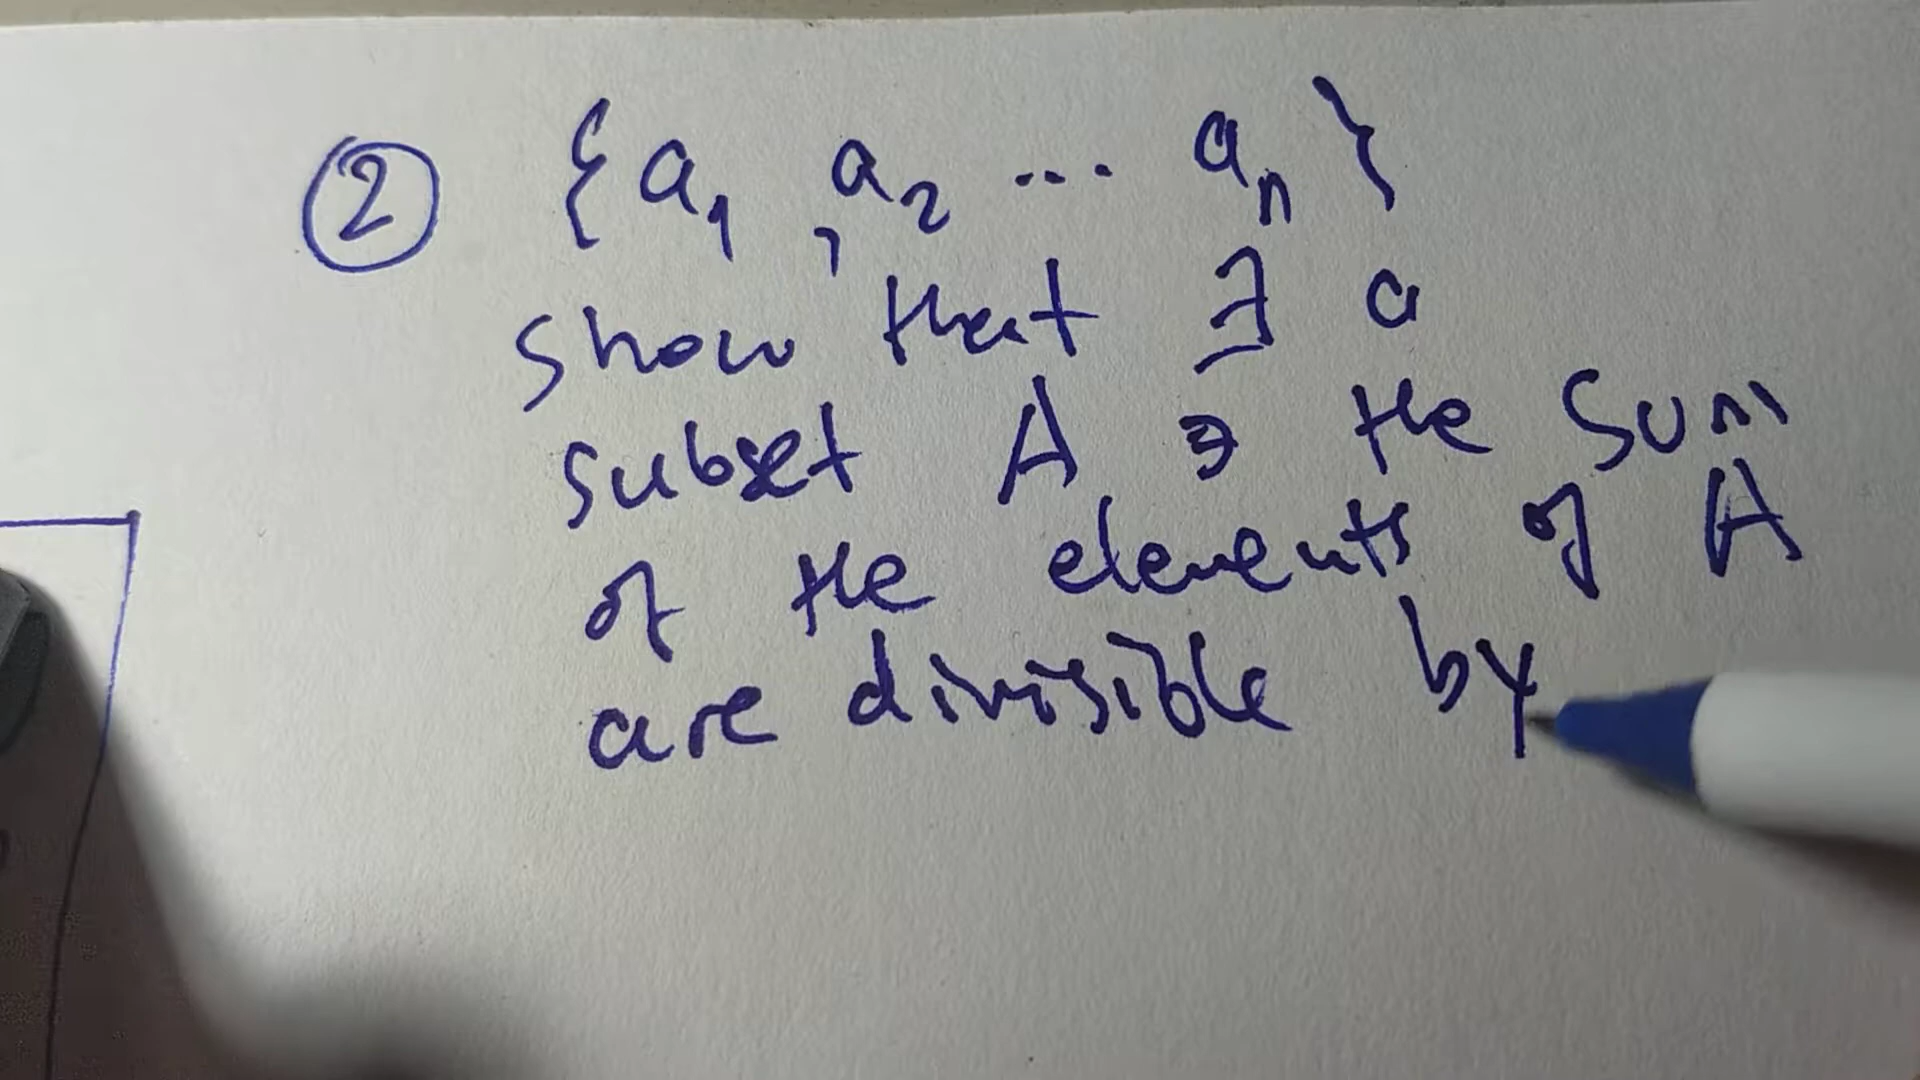 ② {a₁, a₂ ... aₙ}
show that ∃ a
subset A ∋ the sum
of the elements of A
are divisible by